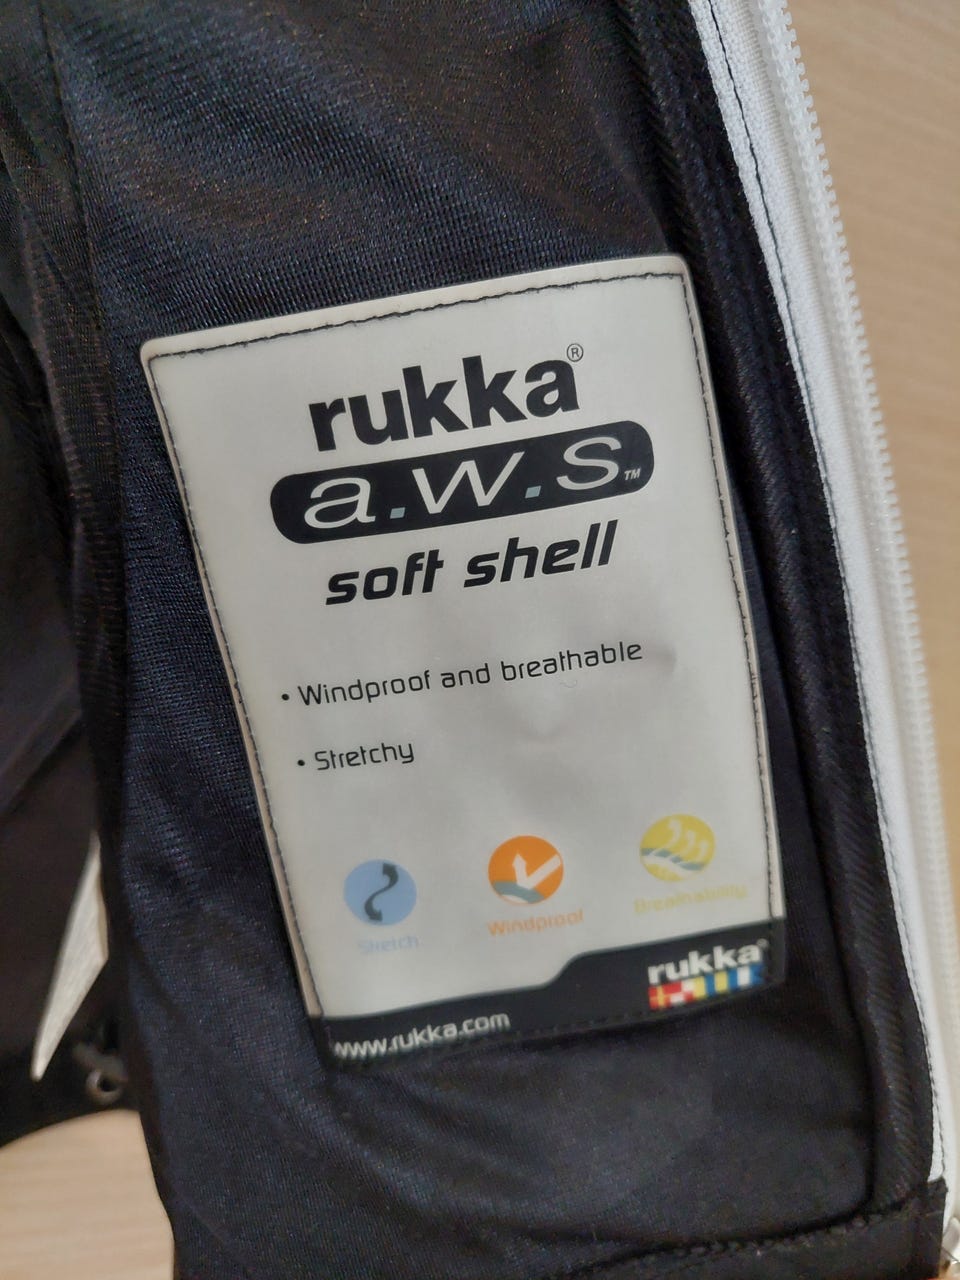 rukka®
a.w.s™
soft shell
• Windproof and breathable
• Stretchy
Stretch
Windproof
Breathability
rukka®
www.rukka.com